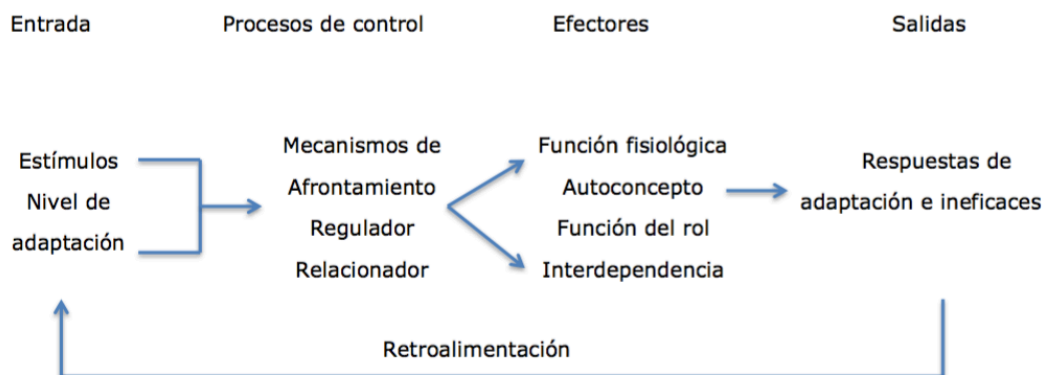 Entrada
Procesos de control
Efectores
Salidas
Estímulos
Nivel de
adaptación
Mecanismos de
Afrontamiento
Regulador
Relacionador
Función fisiológica
Autoconcepto
Función del rol
Interdependencia
Respuestas de
adaptación e ineficaces
Retroalimentación